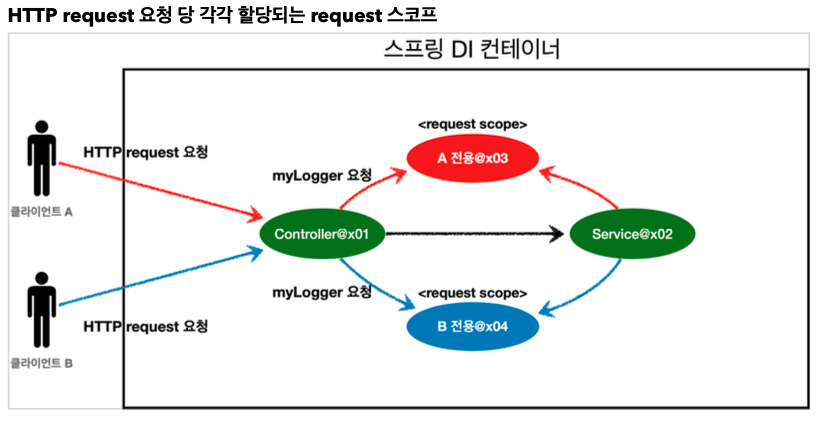 HTTP request 요청 당 각각 할당되는 request 스코프
스프링 DI 컨테이너
<request scope>
HTTP request 요청
A 전용@x03
myLogger 요청
클라이언트 A
Controller@x01
Service@x02
myLogger 요청
<request scope>
HTTP request 요청
B 전용@x04
클라이언트 B